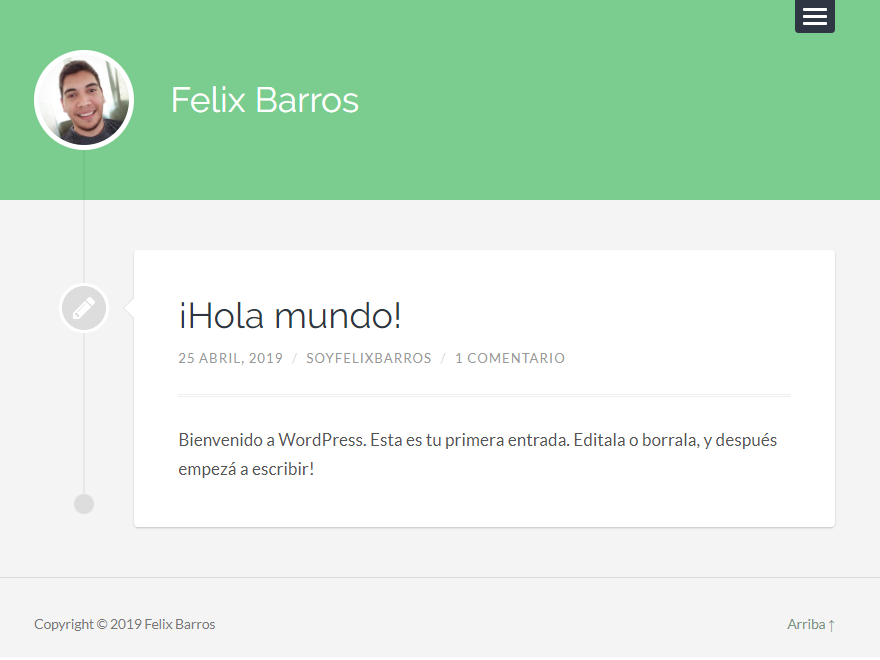 Felix Barros
¡Hola mundo!
25 ABRIL, 2019 / SOYFELIXBARROS / 1 COMENTARIO
Bienvenido a WordPress. Esta es tu primera entrada. Editala o borrala, y después
empezá a escribir!
Copyright © 2019 Felix Barros
Arriba ↑